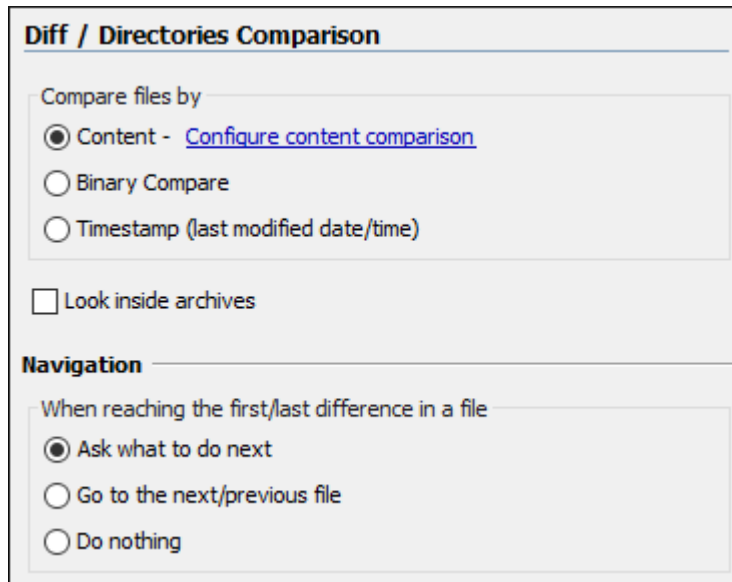 Diff / Directories Comparison
Compare files by
Content - Configure content comparison
Binary Compare
Timestamp (last modified date/time)
Look inside archives
Navigation
When reaching the first/last difference in a file
Ask what to do next
Go to the next/previous file
Do nothing